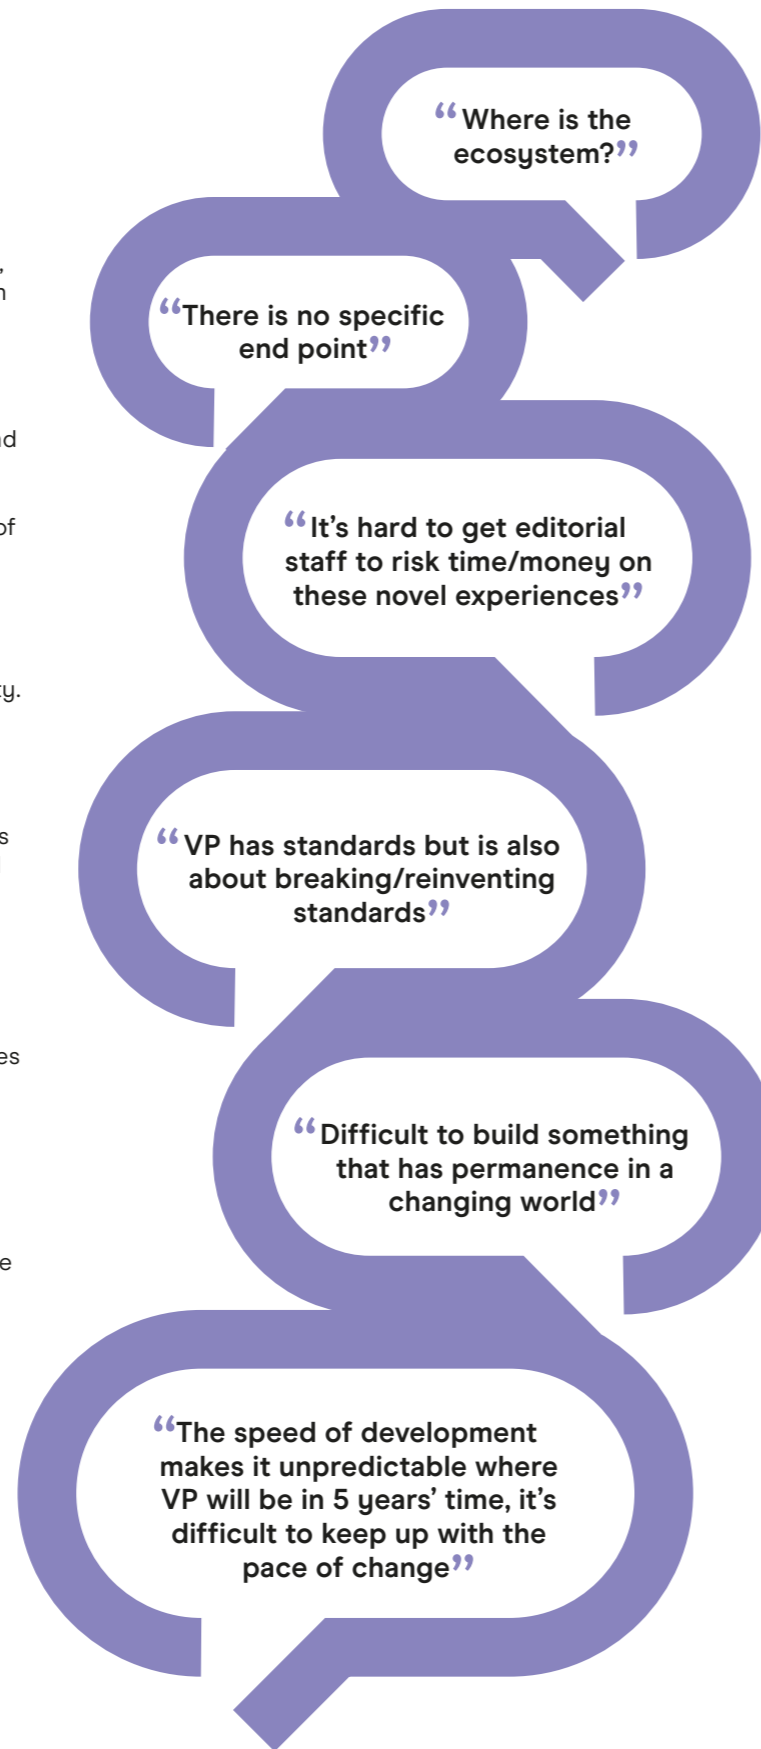 “Where is the
ecosystem?”
,
“There is no specific
end point”
of
“It’s hard to get editorial
staff to risk time/money on
these novel experiences”
“VP has standards but is also
about breaking/reinventing
standards”
“Difficult to build something
that has permanence in a
changing world”
“The speed of development
makes it unpredictable where
VP will be in 5 years’ time, it’s
difficult to keep up with the
pace of change”